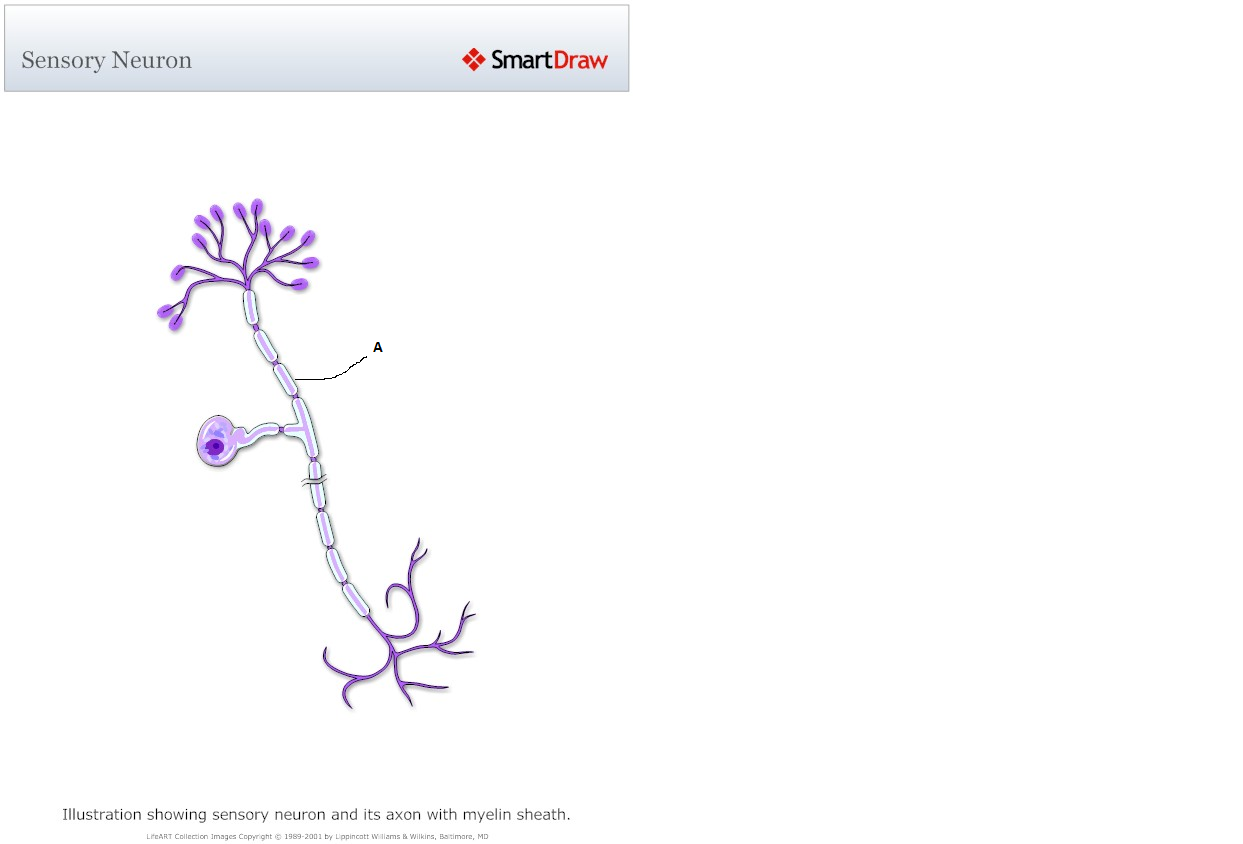 Sensory Neuron
SmartDraw
A
Illustration showing sensory neuron and its axon with myelin sheath.
LifeART Collection Images Copyright © 1989-2001 by Lippincott Williams & Wilkins, Baltimore, MD